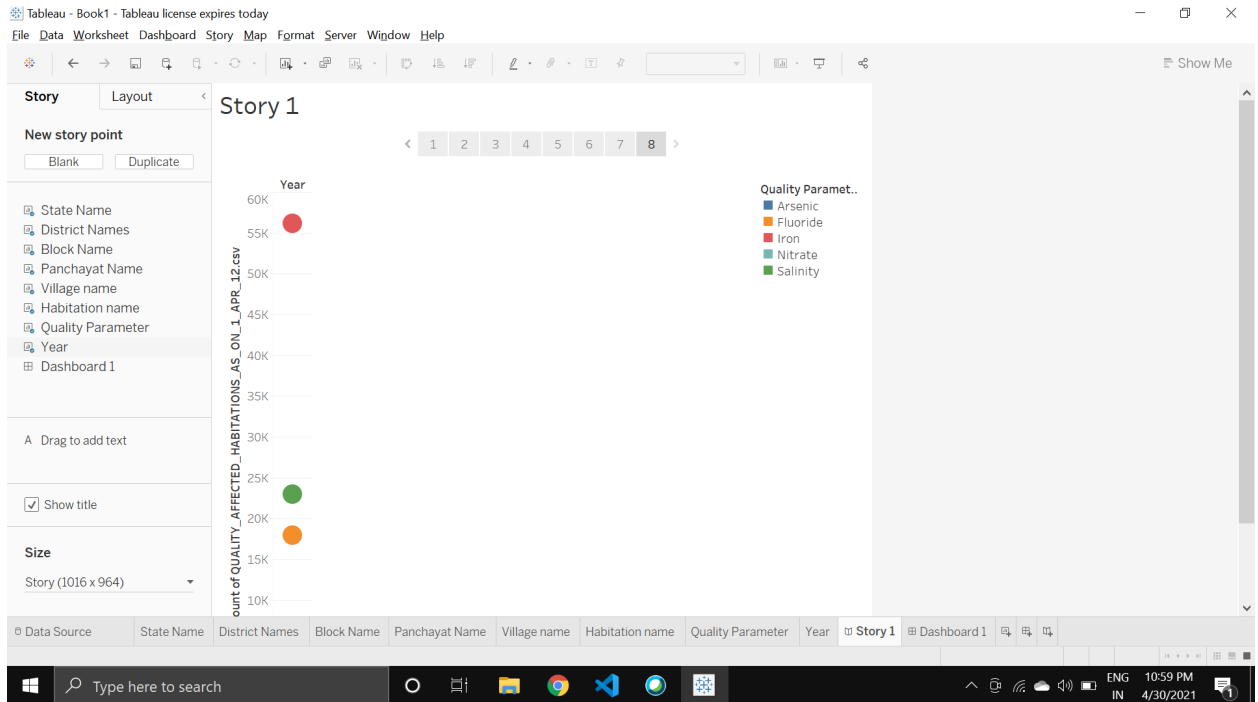 Tableau - Book1 - Tableau license expires today
File Data Worksheet Dashboard Story Map Format Server Window Help
Show Me
Story Layout
New story point
Blank Duplicate
State Name
District Names
Block Name
Panchayat Name
Village name
Habitation name
Quality Parameter
Year
Dashboard 1
A Drag to add text
Show title
Size
Story (1016 x 964)
Story 1
1 2 3 4 5 6 7 8
Year
60K
55K
50K
45K
40K
35K
30K
25K
20K
15K
10K
ount of QUALITY_AFFECTED_HABITATIONS_AS_ON_1_APR_12.csv
Quality Paramet..
Arsenic
Fluoride
Iron
Nitrate
Salinity
Data Source State Name District Names Block Name Panchayat Name Village name Habitation name Quality Parameter Year Story 1 Dashboard 1
Type here to search
ENG
IN
10:59 PM
4/30/2021
1